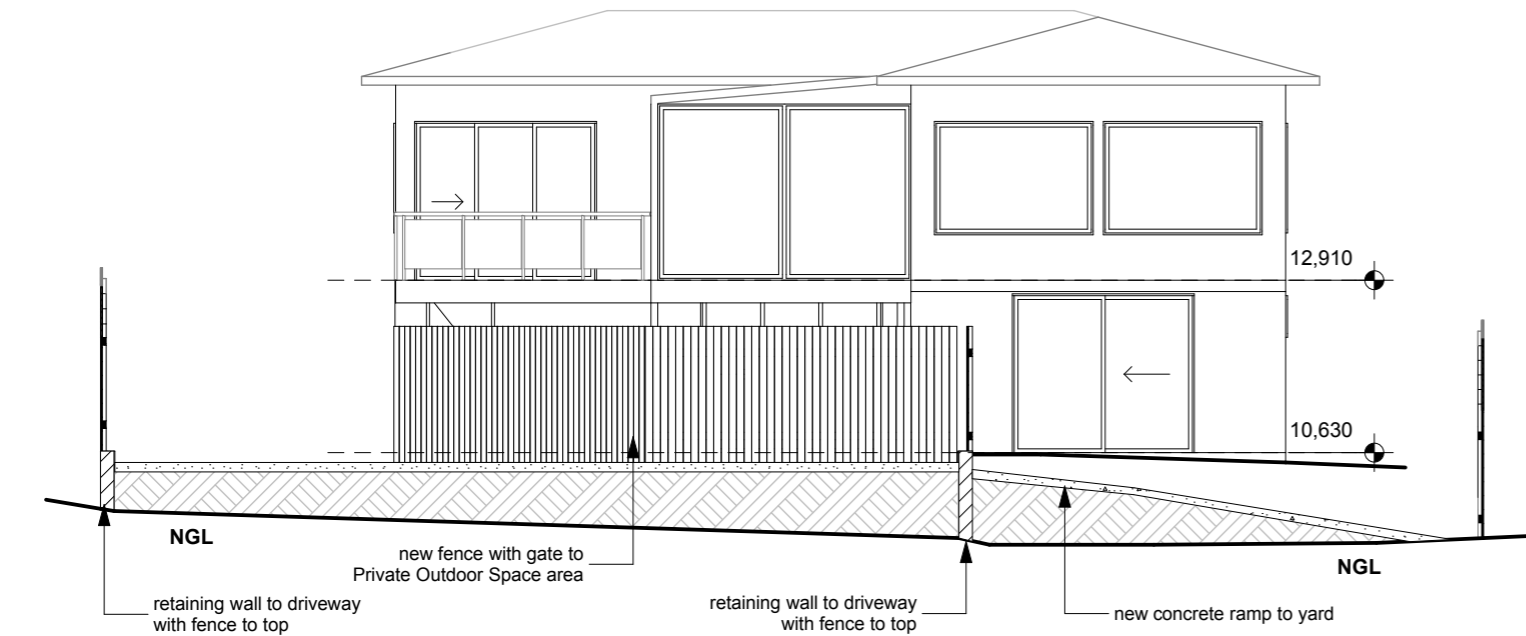 12,910
10,630
NGL
new fence with gate to
Private Outdoor Space area
NGL
retaining wall to driveway
with fence to top
retaining wall to driveway
with fence to top
new concrete ramp to yard